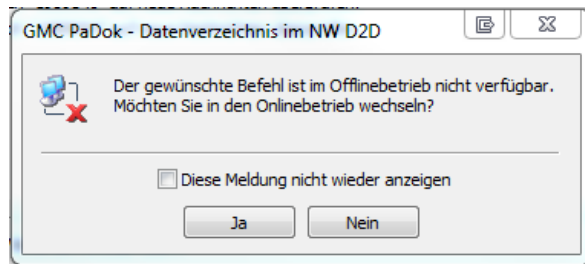 GMC PaDok - Datenverzeichnis im NW D2D
Der gewünschte Befehl ist im Offlinebetrieb nicht verfügbar.
Möchten Sie in den Onlinebetrieb wechseln?
Diese Meldung nicht wieder anzeigen
Ja
Nein